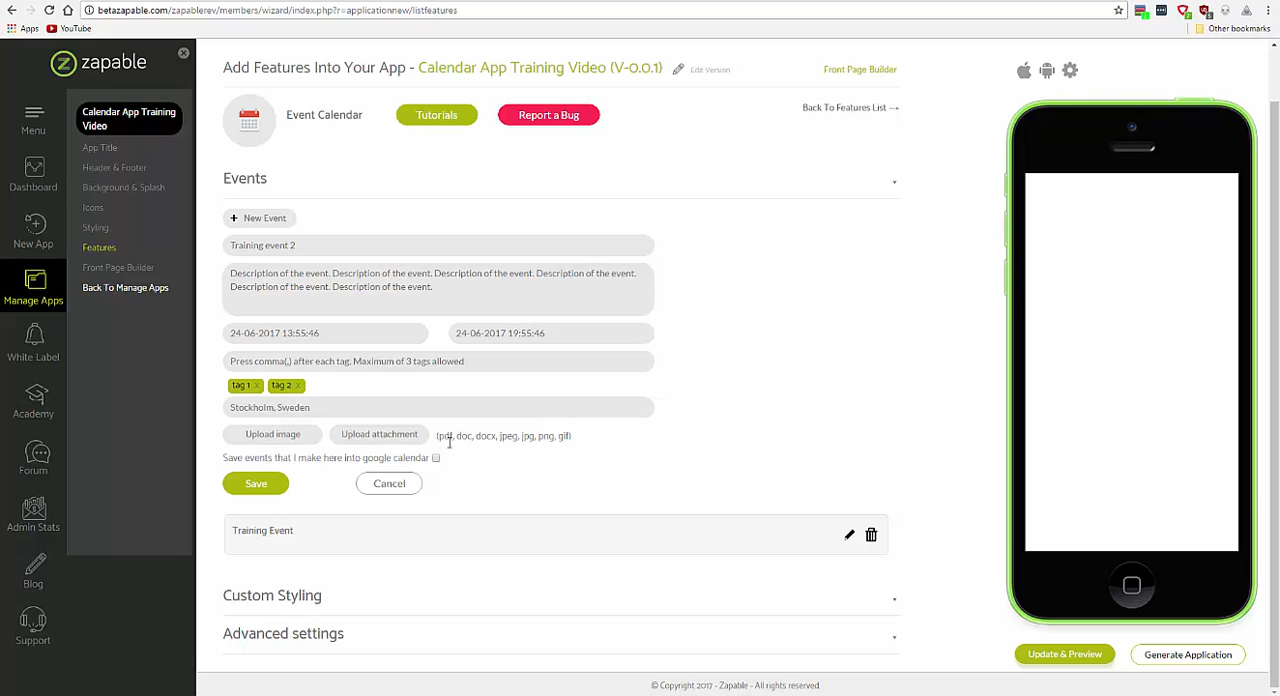 betazapable.com/zapablerev/members/wizard/index.php?r=applicationnew/listfeatures
Apps YouTube Other bookmarks
zapable
Menu
Dashboard
New App
Manage Apps
White Label
Academy
Forum
Admin Stats
Blog
Support
Calendar App Training
Video
App Title
Header & Footer
Background & Splash
Icons
Styling
Features
Front Page Builder
Back To Manage Apps
Add Features Into Your App - Calendar App Training Video (V-0.0.1) Edit Version Front Page Builder
Event Calendar Tutorials Report a Bug Back To Features List
Events
+ New Event
Training event 2
Description of the event. Description of the event. Description of the event. Description of the event.
Description of the event. Description of the event.
24-06-2017 13:55:46 24-06-2017 19:55:46
Press comma(,) after each tag, Maximum of 3 tags allowed
tag 1 x tag 2 x
Stockholm, Sweden
Upload image Upload attachment (pdf, doc, docx, jpeg, jpg, png, gif)
Save events that I make here into google calendar
Save Cancel
Training Event
Custom Styling
Advanced settings
Update & Preview Generate Application
© Copyright 2017 - Zapable - All rights reserved.